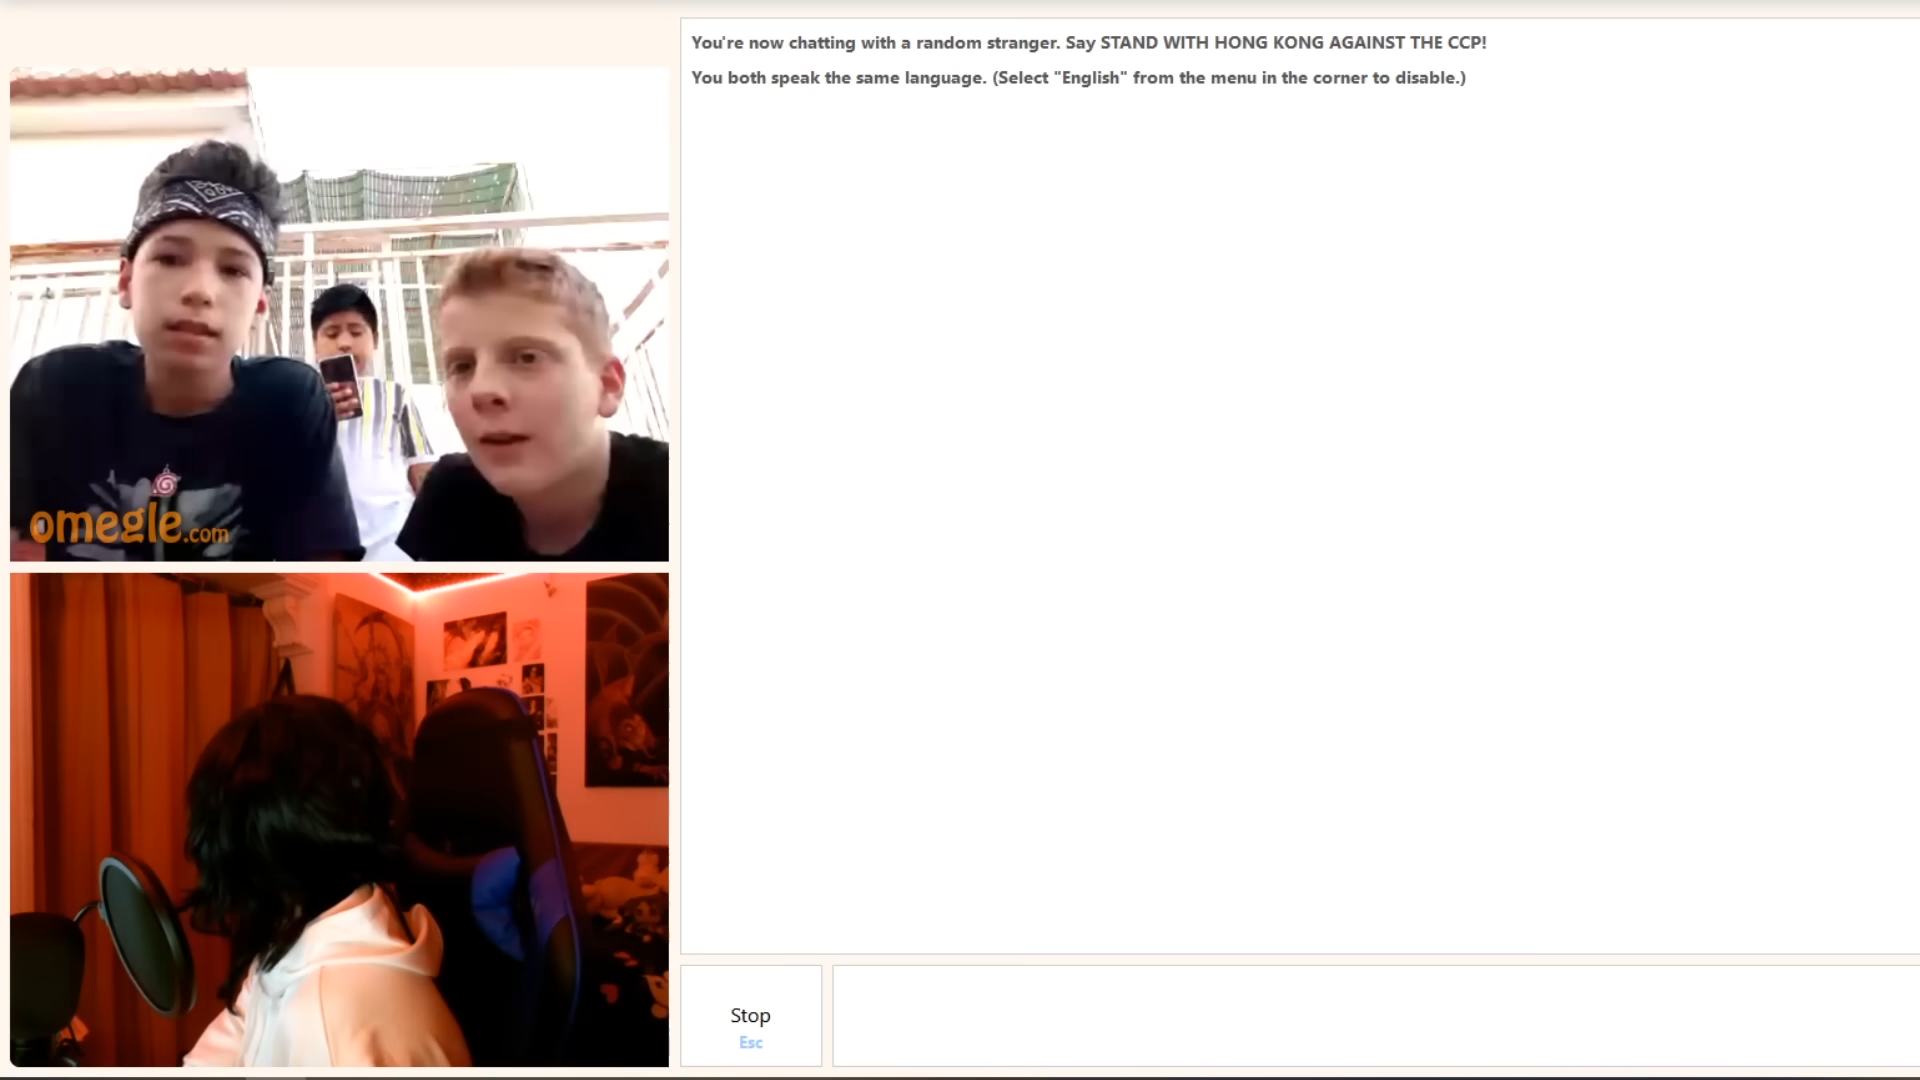 You're now chatting with a random stranger. Say STAND WITH HONG KONG AGAINST THE CCP!
You both speak the same language. (Select "English" from the menu in the corner to disable.)
omegle.com
Stop
Esc